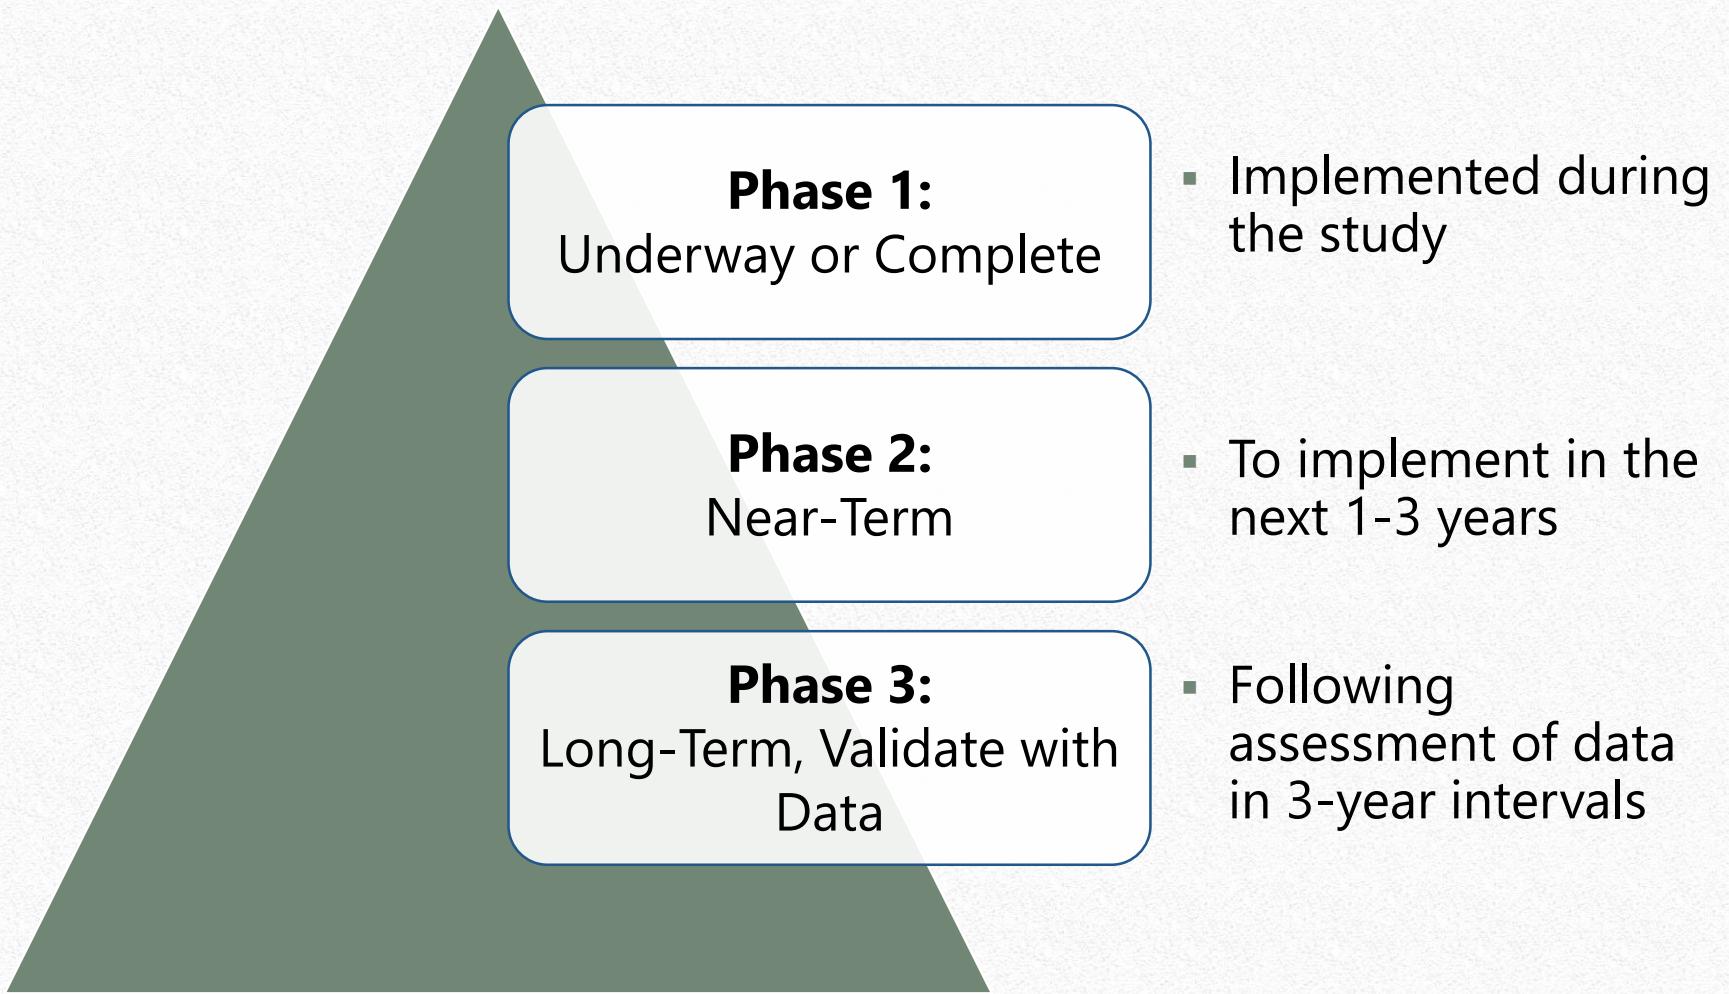 Phase 1:
Underway or Complete
▪ Implemented during
the study
Phase 2:
Near-Term
▪ To implement in the
next 1-3 years
Phase 3:
Long-Term, Validate with
Data
▪ Following
assessment of data
in 3-year intervals